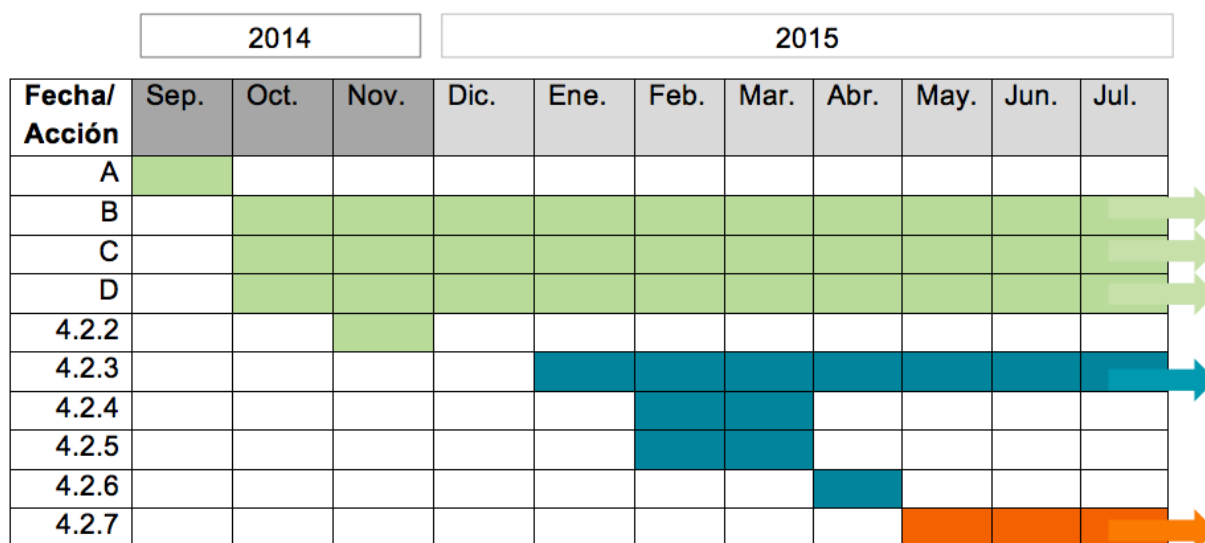 2014 2015
Fecha/ Sep. Oct. Nov. Dic. Ene. Feb. Mar. Abr. May. Jun. Jul.
Acción
A
B
C
D
4.2.2
4.2.3
4.2.4
4.2.5
4.2.6
4.2.7